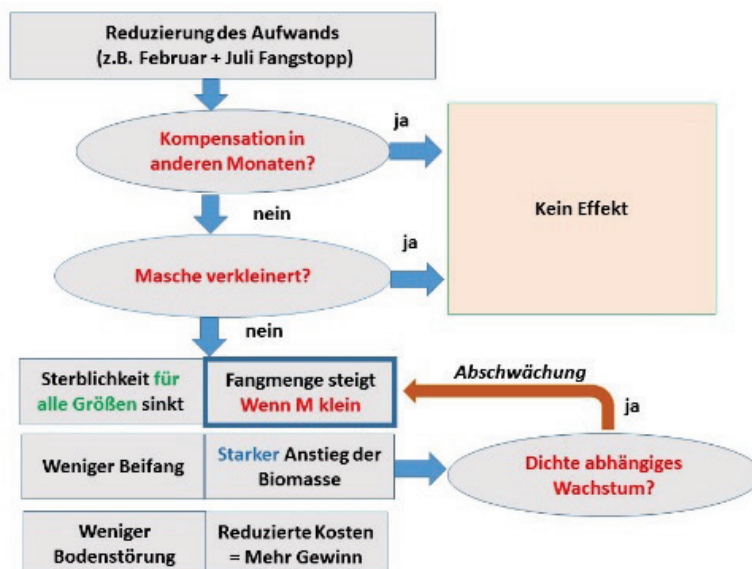 Reduzierung des Aufwands
(z.B. Februar + Juli Fangstopp)
Kompensation in
anderen Monaten?
ja
Kein Effekt
nein
Masche verkleinert?
ja
nein
Sterblichkeit für
alle Größen sinkt
Fangmenge steigt
Wenn M klein
Abschwächung
ja
Weniger Beifang
Starker Anstieg der
Biomasse
Dichte abhängiges
Wachstum?
Weniger
Bodenstörung
Reduzierte Kosten
= Mehr Gewinn